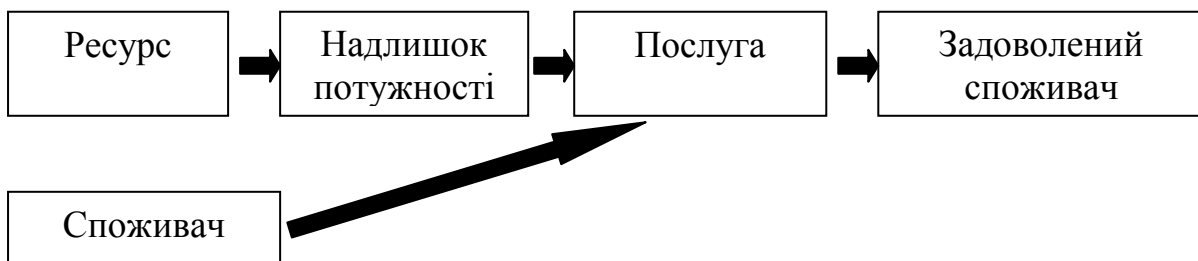 Ресурс
Надлишок
потужності
Послуга
Задоволений
споживач
Споживач